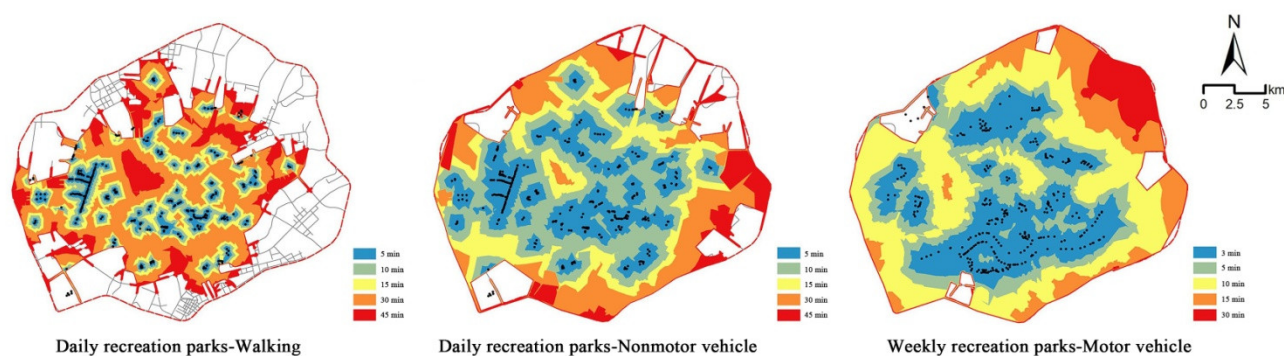 N
0 2.5 5
km
5 min
10 min
15 min
30 min
45 min
5 min
10 min
15 min
30 min
45 min
3 min
5 min
10 min
15 min
30 min
Daily recreation parks-Walking
Daily recreation parks-Nonmotor vehicle
Weekly recreation parks-Motor vehicle